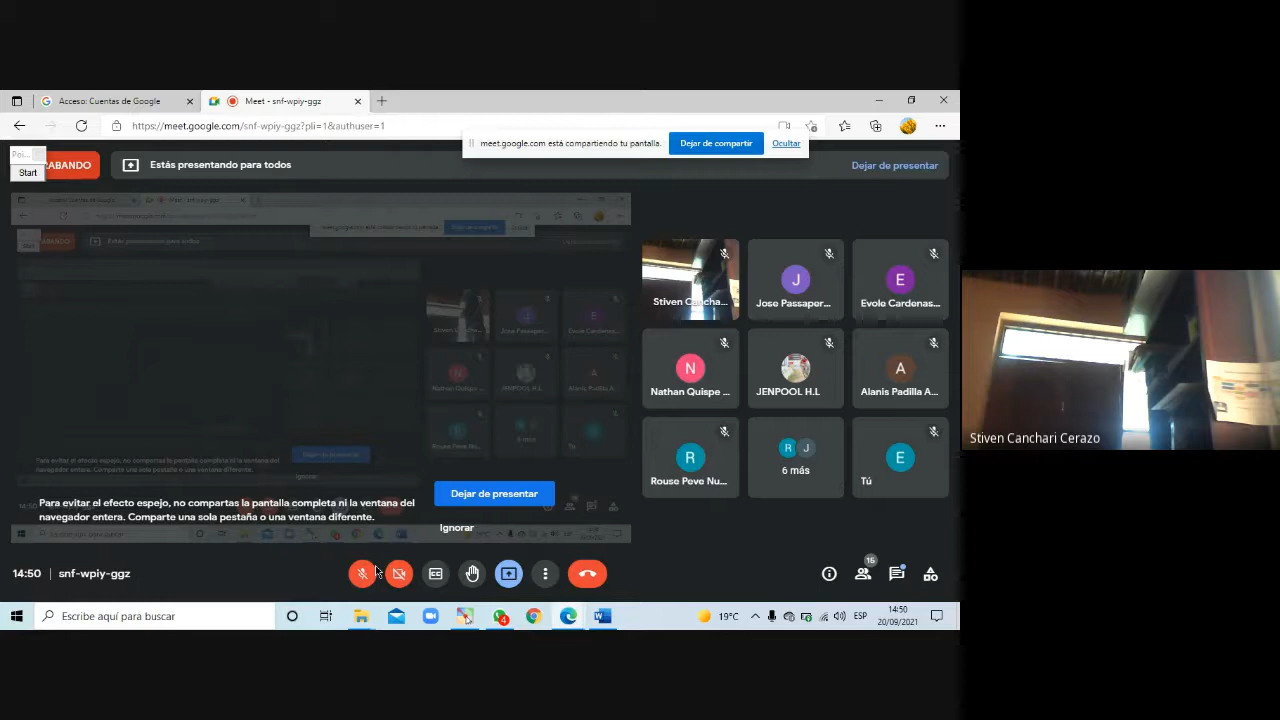 Acceso: Cuentas de Google
Meet - snf-wpiy-ggz
https://meet.google.com/snf-wpiy-ggz?pli=1&authuser=1
meet.google.com está compartiendo tu pantalla.
Dejar de compartir
Ocultar
Start
ABANDO
Estás presentando para todos
Dejar de presentar
Stiven Cancha...
J
Jose Passaper...
E
Evole Cardenas...
N
Nathan Quispe ...
JENPOOL H.L
A
Alanis Padilla A...
R
Rouse Peve Nu...
R J
6 más
E
Tú
Para evitar el efecto espejo, no compartas la pantalla completa ni la ventana del
navegador entera. Comparte una sola pestaña o una ventana diferente.
Dejar de presentar
Ignorar
14:50 snf-wpiy-ggz
15
Escribe aquí para buscar
4
19°C
ESP
14:50
20/09/2021
Stiven Canchari Cerazo